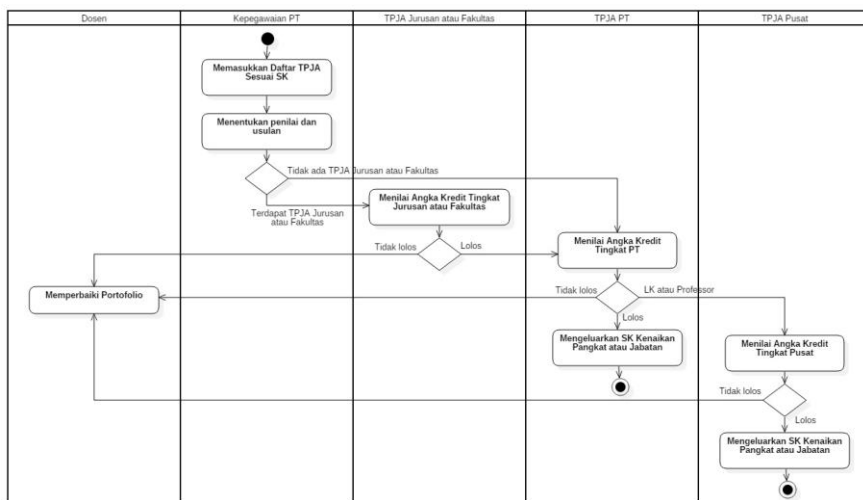 Dosen
Kepegawaian PT
TPJA Jurusan atau Fakultas
TPJA PT
TPJA Pusat
Memasukkan Daftar TPJA
Sesuai SK
Menentukan penilai dan
usulan
Tidak ada TPJA Jurusan atau Fakultas
Terdapat TPJA Jurusan
atau Fakultas
Menilai Angka Kredit Tingkat
Jurusan atau Fakultas
Tidak lolos
Lolos
Menilai Angka Kredit
Tingkat PT
Memperbaiki Portofolio
Tidak lolos
LK atau Professor
Lolos
Mengeluarkan SK Kenaikan
Pangkat atau Jabatan
Menilai Angka Kredit
Tingkat Pusat
Tidak lolos
Lolos
Mengeluarkan SK Kenaikan
Pangkat atau Jabatan